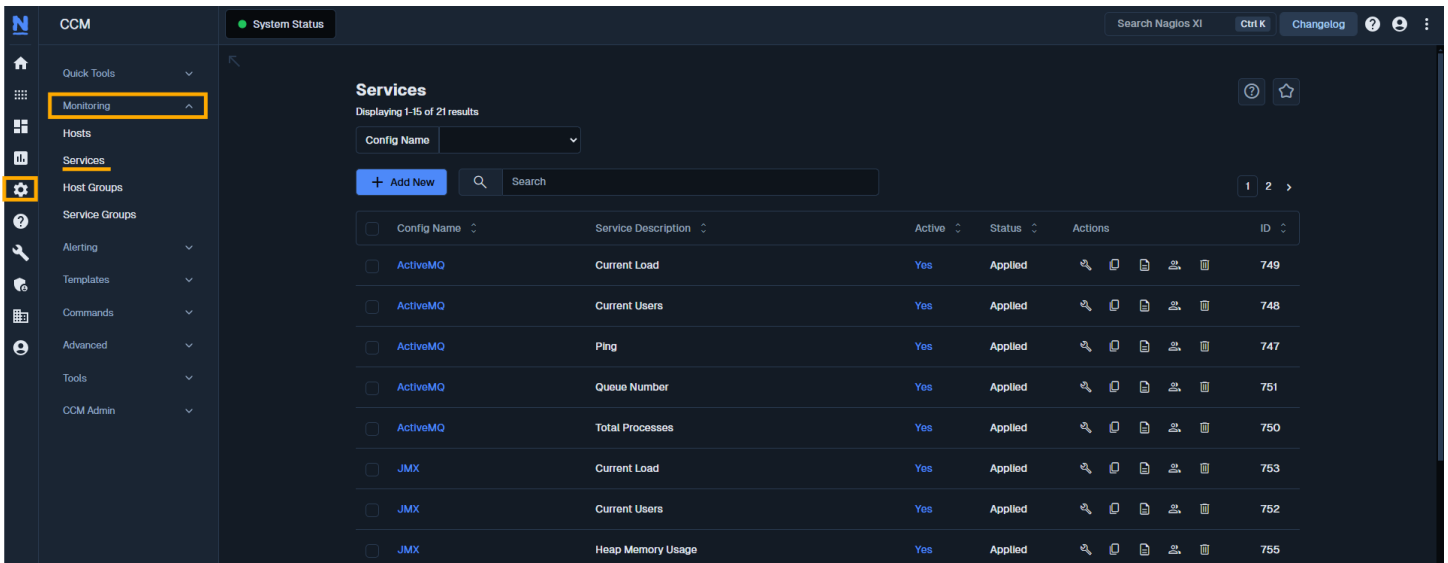 N CCM System Status Search Nagios XI Ctrl K Changelog
Quick Tools
Monitoring
Hosts
Services
Host Groups
Service Groups
Alerting
Templates
Commands
Advanced
Tools
CCM Admin
Services
Displaying 1-15 of 21 results
Config Name
+ Add New Search 1 2 >
Config Name Service Description Active Status Actions ID
ActiveMQ Current Load Yes Applied 749
ActiveMQ Current Users Yes Applied 748
ActiveMQ Ping Yes Applied 747
ActiveMQ Queue Number Yes Applied 751
ActiveMQ Total Processes Yes Applied 750
JMX Current Load Yes Applied 753
JMX Current Users Yes Applied 752
JMX Heap Memory Usage Yes Applied 755